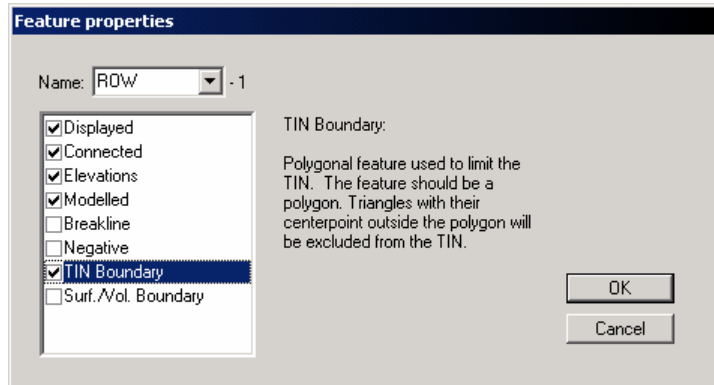 Feature properties
Name: ROW - 1
Displayed
Connected
Elevations
Modelled
Breakline
Negative
TIN Boundary
Surf./Vol. Boundary
TIN Boundary:
Polygonal feature used to limit the
TIN. The feature should be a
polygon. Triangles with their
centerpoint outside the polygon will
be excluded from the TIN.
OK
Cancel